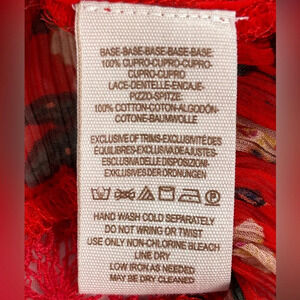 BASE-BASE-BASE-BASE-BASE:
100% CUPRO-CUPRO-CUPRO-
CUPRO-CUPRO
LACE-DENTELLE-ENCAJE-
PIZZO-SPITZE:
100% COTTON-COTON-ALGODÓN-
COTONE-BAUMWOLLE
EXCLUSIVE OF TRIMS-EXCLUSIVITÉ DES
ÉQUILIBRES-EXCLUSIVA DE AJUSTES-
ESCLUSIVA DELLE DISPOSIZIONI-
EXKLUSIVES DER DRONUNGEN
HAND WASH COLD SEPARATELY
DO NOT WRING OR TWIST
USE ONLY NON-CHLORINE BLEACH
LINE DRY
LOW IRON AS NEEDED
MAY DRY CLEANED